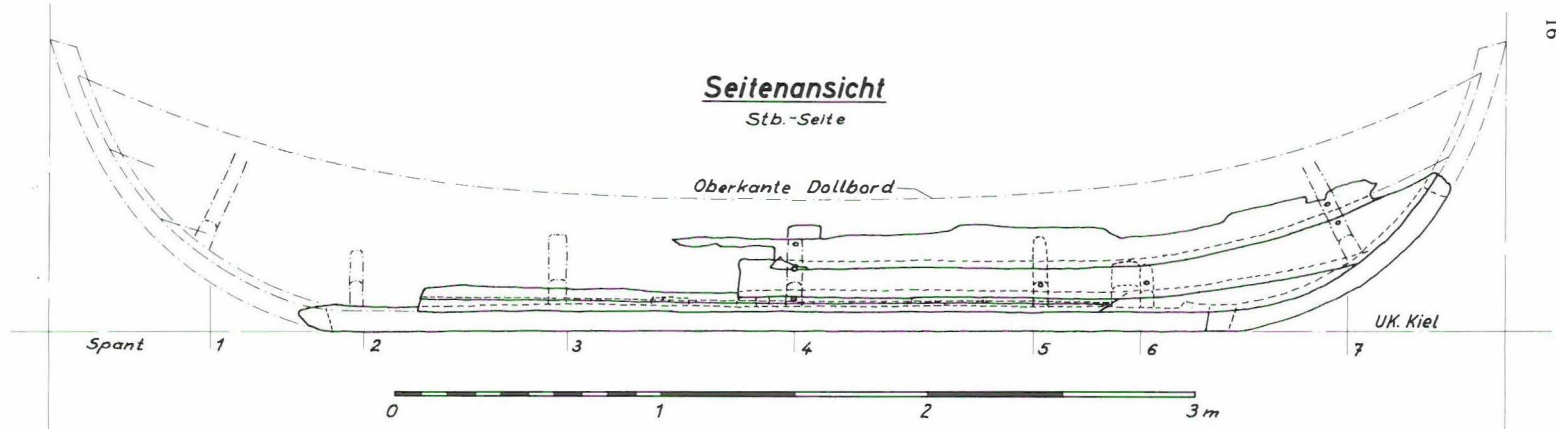 16
Seitenansicht
Stb.-Seite
Oberkante Dollbord
UK. Kiel
Spant 1 2 3 4 5 6 7
0 1 2 3 m